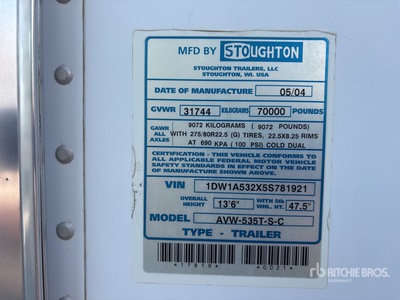 MFD BY STOUGHTON
STOUGHTON TRAILERS, LLC
STOUGHTON, WI. USA
DATE OF MANUFACTURE 05/04
GVWR 31744 KILOGRAMS 70000 POUNDS
GAWR ALL AXLES 9072 KILOGRAMS ( 9072 POUNDS)
WITH 275/80R22.5 (G) TIRES, 22.5X8.25 RIMS
AT 690 KPA (100 PSI) COLD DUAL
CERTIFICATION - THIS VEHICLE CONFORMS TO
ALL APPLICABLE FEDERAL MOTOR VEHICLE
SAFETY STANDARDS IN EFFECT ON THE DATE
OF MANUFACTURE SHOWN ABOVE.
VIN 1DW1A532X5S781921
OVERALL HEIGHT 13'6" WITH 5th WHL. HT. 47.5"
MODEL AVW-535T-S-C
TYPE - TRAILER
*17819* *0021*
rb RITCHIE BROS.